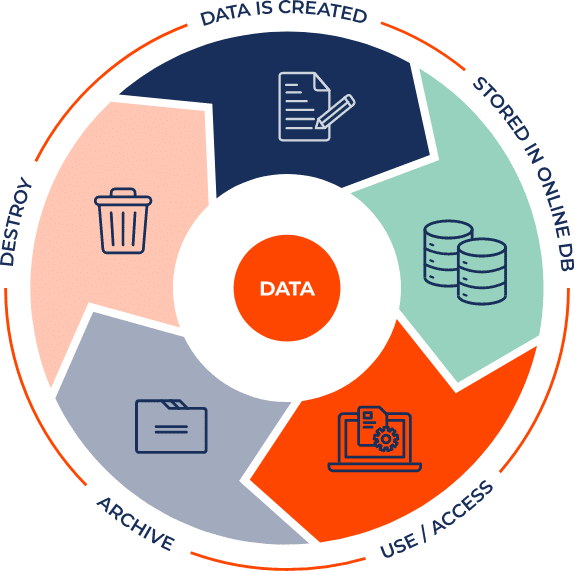 DATA IS CREATED
STORED IN ONLINE DB
USE / ACCESS
ARCHIVE
DESTROY
DATA